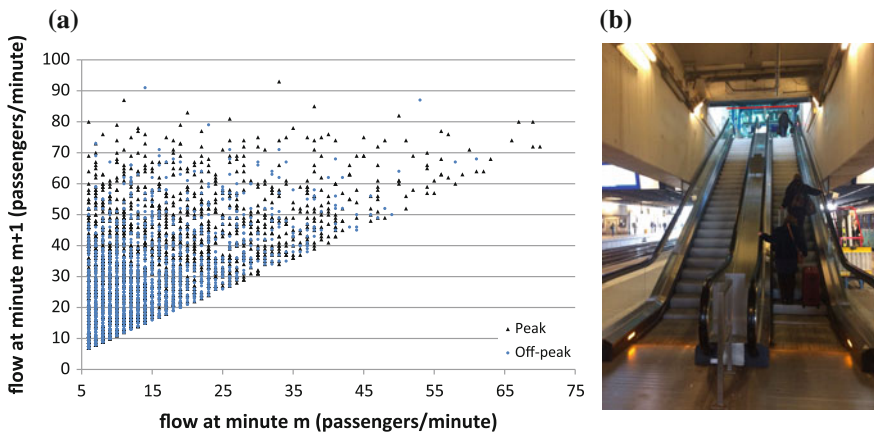 (a)
(b)
flow at minute m+1 (passengers/minute)
100
90
80
70
60
50
40
30
20
10
0
Peak
Off-peak
5 15 25 35 45 55 65 75
flow at minute m (passengers/minute)